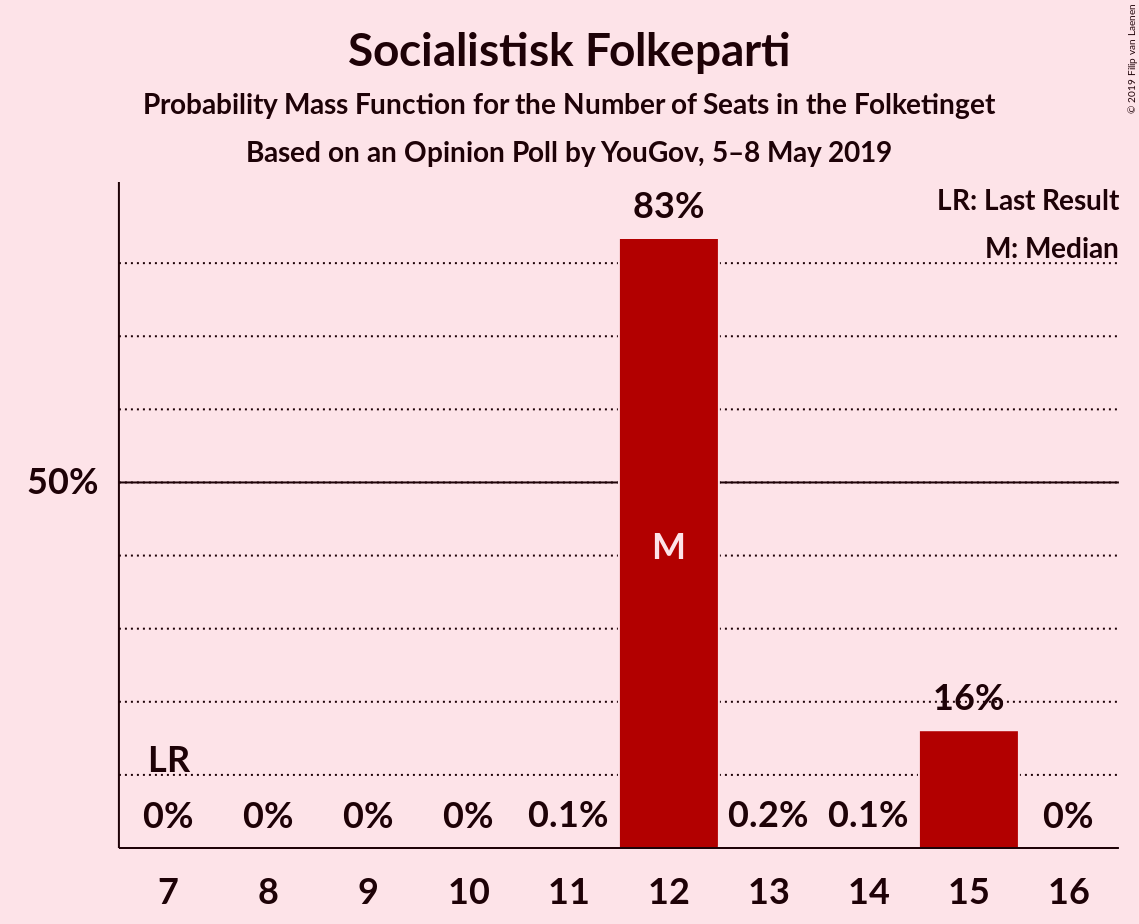 Socialistisk Folkeparti
Probability Mass Function for the Number of Seats in the Folketinget
Based on an Opinion Poll by YouGov, 5–8 May 2019
© 2019 Filip van Laenen
LR: Last Result
M: Median
83%
50%
M
16%
LR
0% 0% 0% 0% 0.1% 0.2% 0.1% 0%
7 8 9 10 11 12 13 14 15 16